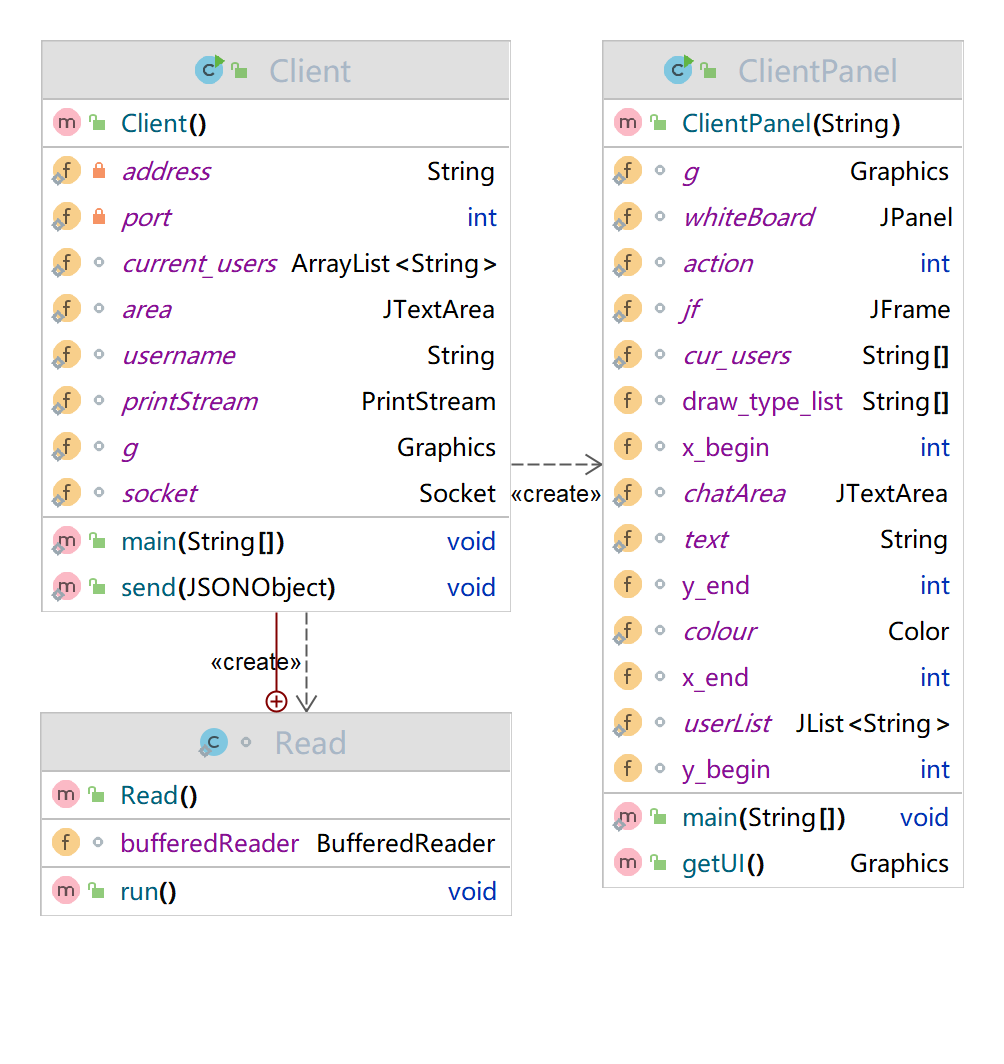 Client
Client()
address String
port int
current_users ArrayList<String>
area JTextArea
username String
printStream PrintStream
g Graphics
socket Socket
main(String[]) void
send(JSONObject) void
«create»
«create»
Read
Read()
bufferedReader BufferedReader
run() void
ClientPanel
ClientPanel(String)
g Graphics
whiteBoard JPanel
action int
jf JFrame
cur_users String[]
draw_type_list String[]
x_begin int
chatArea JTextArea
text String
y_end int
colour Color
x_end int
userList JList<String>
y_begin int
main(String[]) void
getUI() Graphics